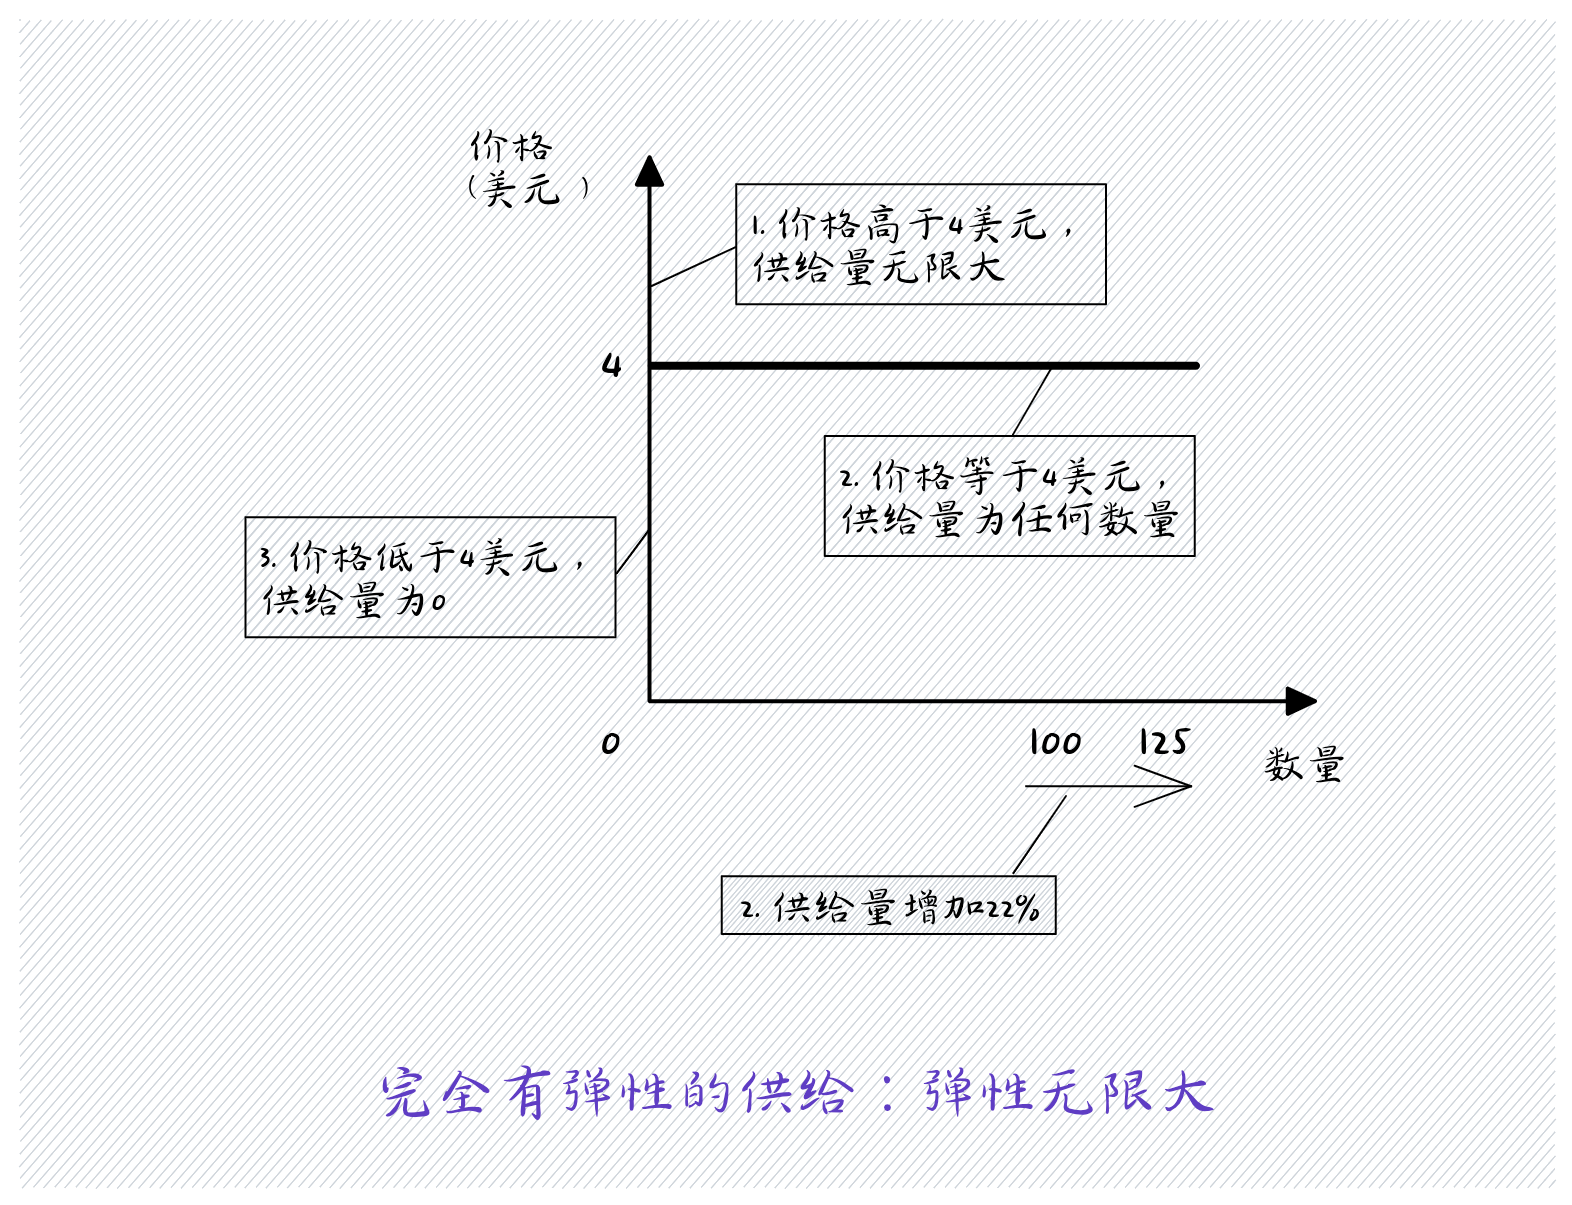 价格
(美元)
1. 价格高于4美元，
供给量无限大
4
2. 价格等于4美元，
供给量为任何数量
3. 价格低于4美元，
供给量为0
0
100
125
数量
2. 供给量增加22%
完全有弹性的供给：弹性无限大